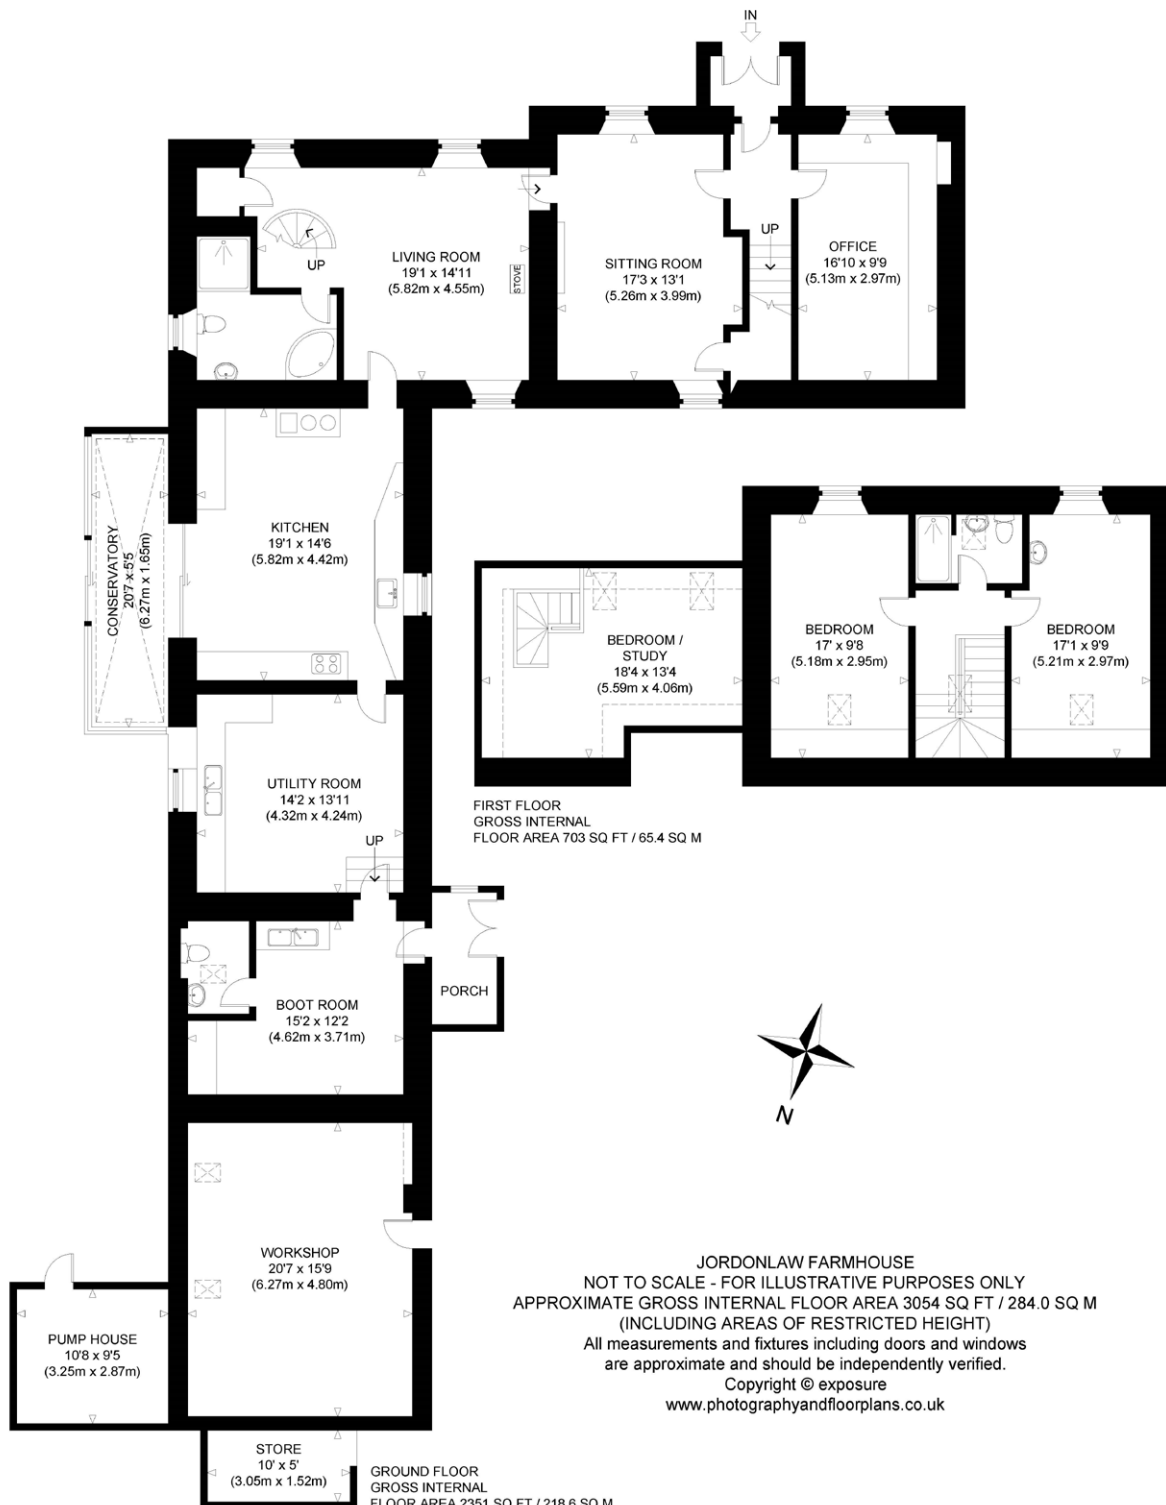 IN
LIVING ROOM
19'1 x 14'11
(5.82m x 4.55m)
UP
STOVE
SITTING ROOM
17'3 x 13'1
(5.26m x 3.99m)
UP
OFFICE
16'10 x 9'9
(5.13m x 2.97m)
CONSERVATORY
20'7 x 5'5
(6.27m x 1.65m)
KITCHEN
19'1 x 14'6
(5.82m x 4.42m)
BEDROOM /
STUDY
18'4 x 13'4
(5.59m x 4.06m)
BEDROOM
17' x 9'8
(5.18m x 2.95m)
BEDROOM
17'1 x 9'9
(5.21m x 2.97m)
FIRST FLOOR
GROSS INTERNAL
FLOOR AREA 703 SQ FT / 65.4 SQ M
UTILITY ROOM
14'2 x 13'11
(4.32m x 4.24m)
UP
BOOT ROOM
15'2 x 12'2
(4.62m x 3.71m)
PORCH
N
WORKSHOP
20'7 x 15'9
(6.27m x 4.80m)
PUMP HOUSE
10'8 x 9'5
(3.25m x 2.87m)
STORE
10' x 5'
(3.05m x 1.52m)
GROUND FLOOR
GROSS INTERNAL
FLOOR AREA 2351 SQ FT / 218.6 SQ M
JORDONLAW FARMHOUSE
NOT TO SCALE - FOR ILLUSTRATIVE PURPOSES ONLY
APPROXIMATE GROSS INTERNAL FLOOR AREA 3054 SQ FT / 284.0 SQ M
(INCLUDING AREAS OF RESTRICTED HEIGHT)
All measurements and fixtures including doors and windows
are approximate and should be independently verified.
Copyright © exposure
www.photographyandfloorplans.co.uk